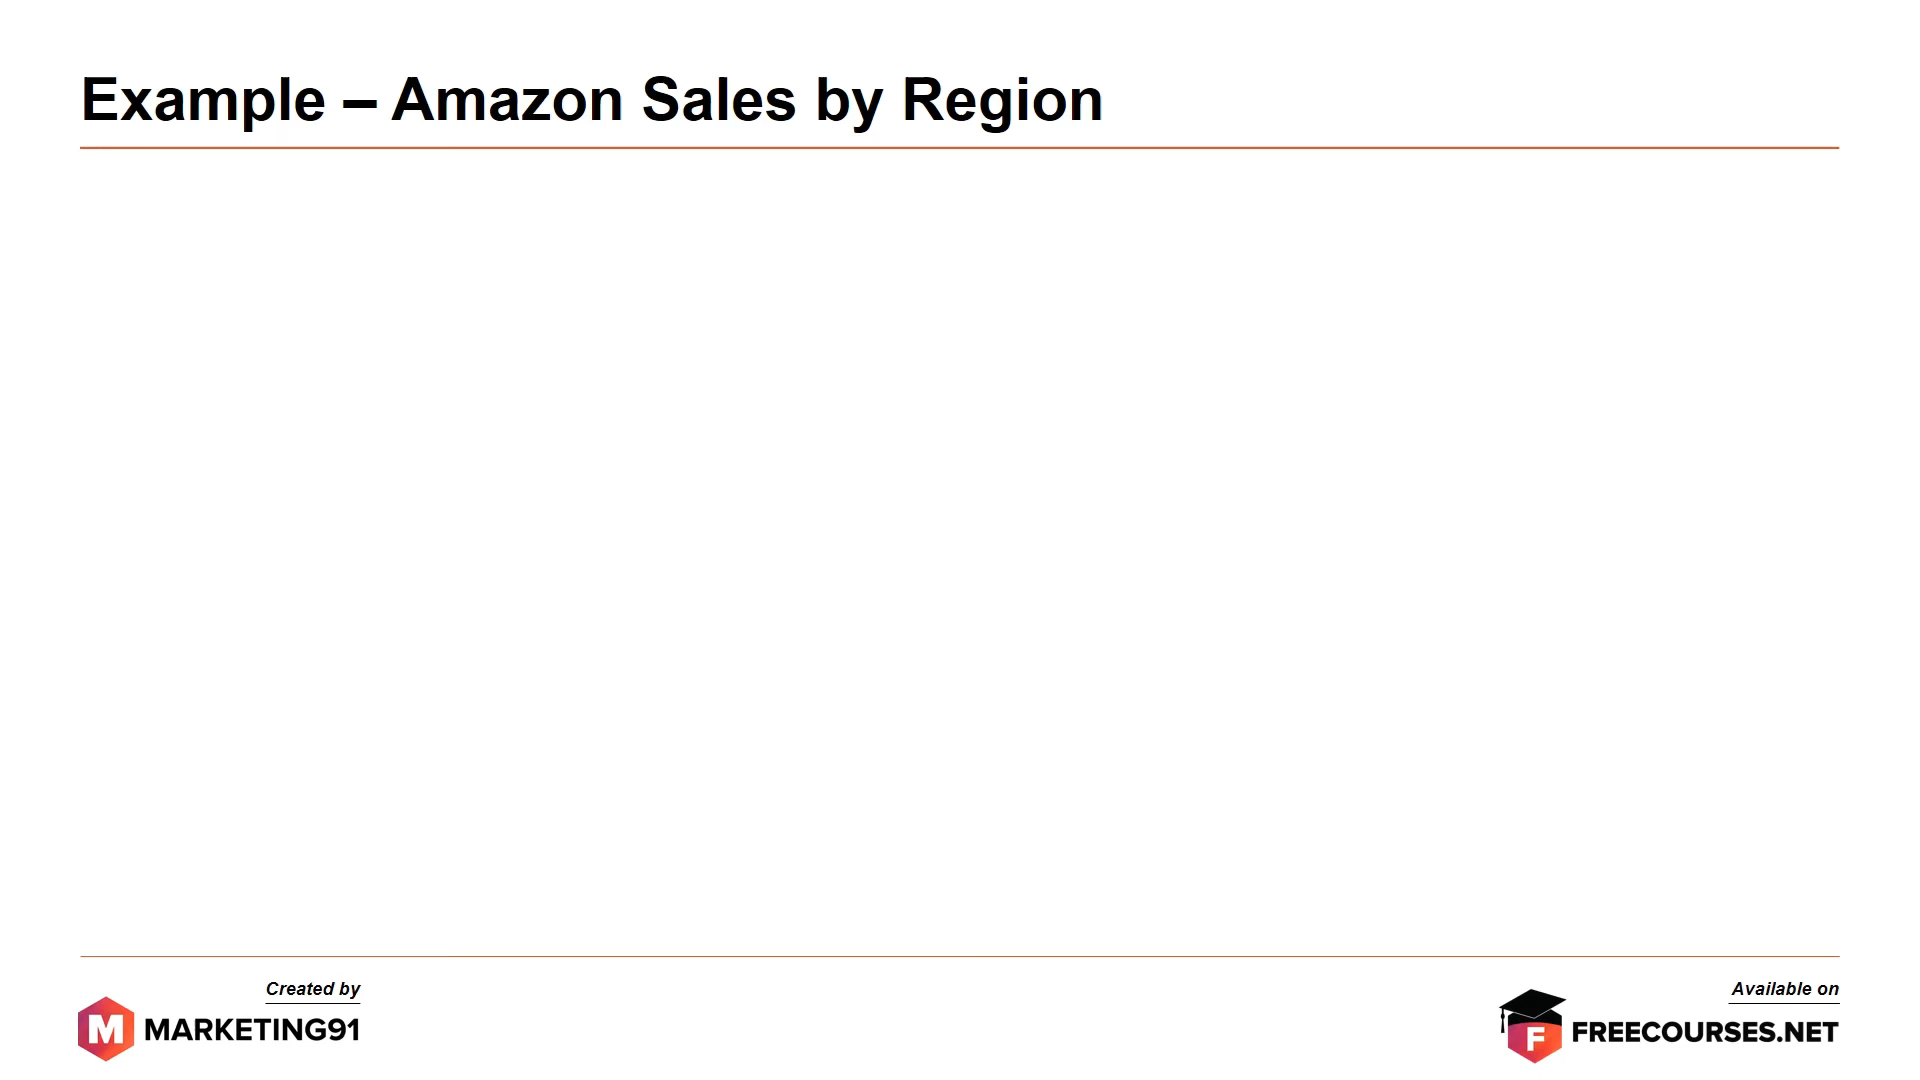 Example – Amazon Sales by Region
Created by
M MARKETING91
Available on
F FREECOURSES.NET